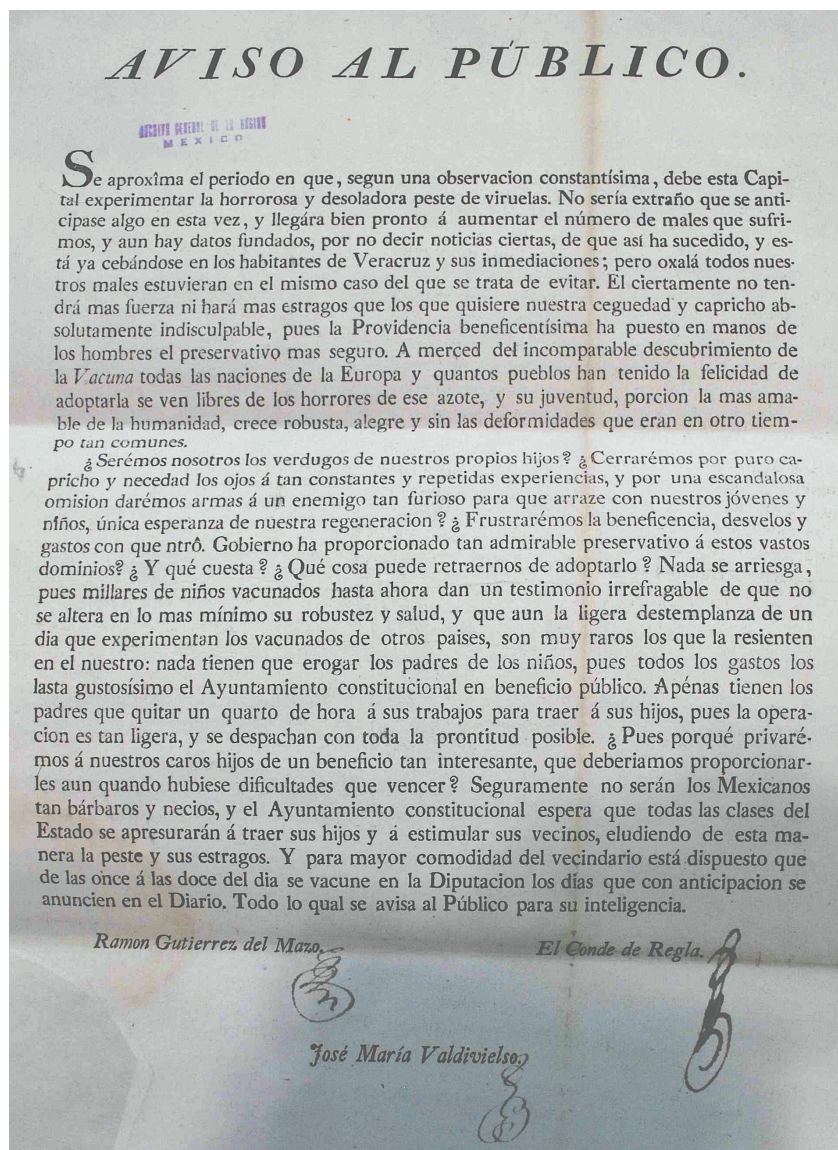 AVISO AL PÚBLICO.
ARCHIVO GENERAL DE LA NACION
MEXICO
Se aproxîma el periodo en que, segun una observacion constantísima, debe esta Capi-
tal experimentar la horrorosa y desoladora peste de viruelas. No sería extraño que se anti-
cipase algo en esta vez, y llegára bien pronto á aumentar el número de males que sufri-
mos, y aun hay datos fundados, por no decir noticias ciertas, de que así ha sucedido, y es-
tá ya cebándose en los habitantes de Veracruz y sus inmediaciones; pero oxalá todos nues-
tros males estuvieran en el mismo caso del que se trata de evitar. El ciertamente no ten-
drá mas fuerza ni hará mas estragos que los que quisiere nuestra ceguedad y capricho ab-
solutamente indisculpable, pues la Providencia beneficentísima ha puesto en manos de
los hombres el preservativo mas seguro. A merced del incomparable descubrimiento de
la Vacuna todas las naciones de la Europa y quantos pueblos han tenido la felicidad de
adoptarla se ven libres de los horrores de ese azote, y su juventud, porcion la mas ama-
ble de la humanidad, crece robusta, alegre y sin las deformidades que eran en otro tiem-
po tan comunes.
¿Serémos nosotros los verdugos de nuestros propios hijos? ¿Cerrarémos por puro ca-
pricho y necedad los ojos á tan constantes y repetidas experiencias, y por una escandalosa
omision darémos armas á un enemigo tan furioso para que arraze con nuestros jóvenes y
niños, única esperanza de nuestra regeneracion? ¿Frustrarémos la beneficencia, desvelos y
gastos con que ntrô. Gobierno ha proporcionado tan admirable preservativo á estos vastos
dominios? ¿Y qué cuesta? ¿Qué cosa puede retraernos de adoptarlo? Nada se arriesga,
pues millares de niños vacunados hasta ahora dan un testimonio irrefragable de que no
se altera en lo mas mínimo su robustez y salud, y que aun la ligera destemplanza de un
dia que experimentan los vacunados de otros paises, son muy raros los que la resienten
en el nuestro: nada tienen que erogar los padres de los niños, pues todos los gastos los
lasta gustosísimo el Ayuntamiento constitucional en beneficio público. Apénas tienen los
padres que quitar un quarto de hora á sus trabajos para traer á sus hijos, pues la opera-
cion es tan ligera, y se despachan con toda la prontitud posible. ¿Pues porqué privaré-
mos á nuestros caros hijos de un beneficio tan interesante, que deberiamos proporcionar-
les aun quando hubiese dificultades que vencer? Seguramente no serán los Mexicanos
tan bárbaros y necios, y el Ayuntamiento constitucional espera que todas las clases del
Estado se apresurarán á traer sus hijos y á estimular sus vecinos, eludiendo de esta ma-
nera la peste y sus estragos. Y para mayor comodidad del vecindario está dispuesto que
de las once á las doce del dia se vacune en la Diputacion los días que con anticipacion se
anuncien en el Diario. Todo lo qual se avisa al Público para su inteligencia.
Ramon Gutierrez del Mazo.
El Conde de Regla.
José María Valdivielso.